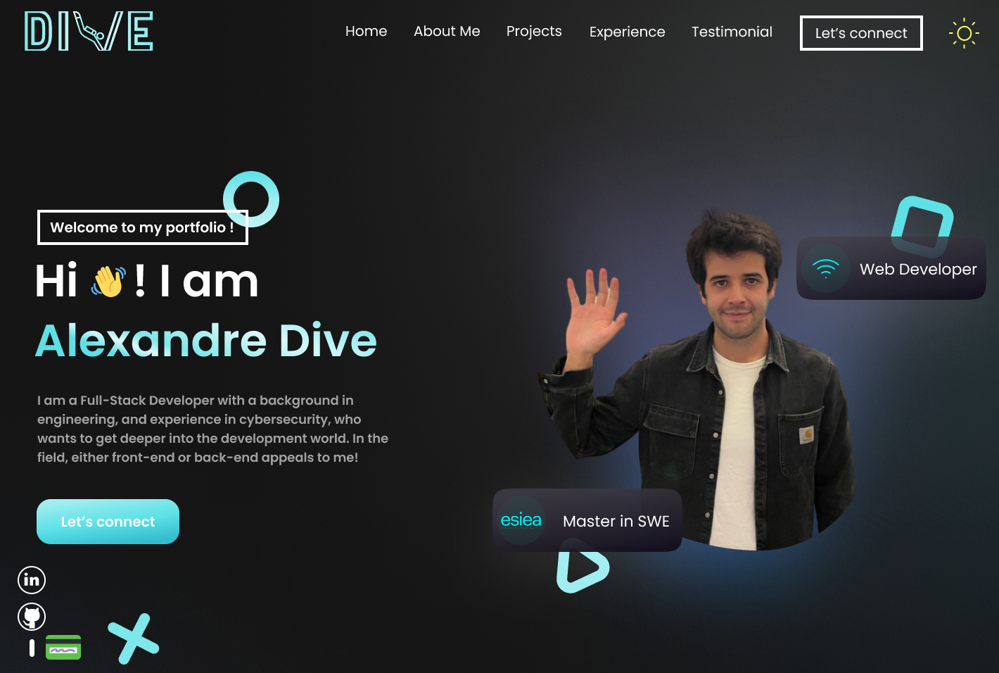 DIVE
Home
About Me
Projects
Experience
Testimonial
Let's connect
Welcome to my portfolio !
Hi 👋 ! I am
Alexandre Dive
I am a Full-Stack Developer with a background in
engineering, and experience in cybersecurity, who
wants to get deeper into the development world. In the
field, either front-end or back-end appeals to me!
Let's connect
Web Developer
esiea
Master in SWE
in